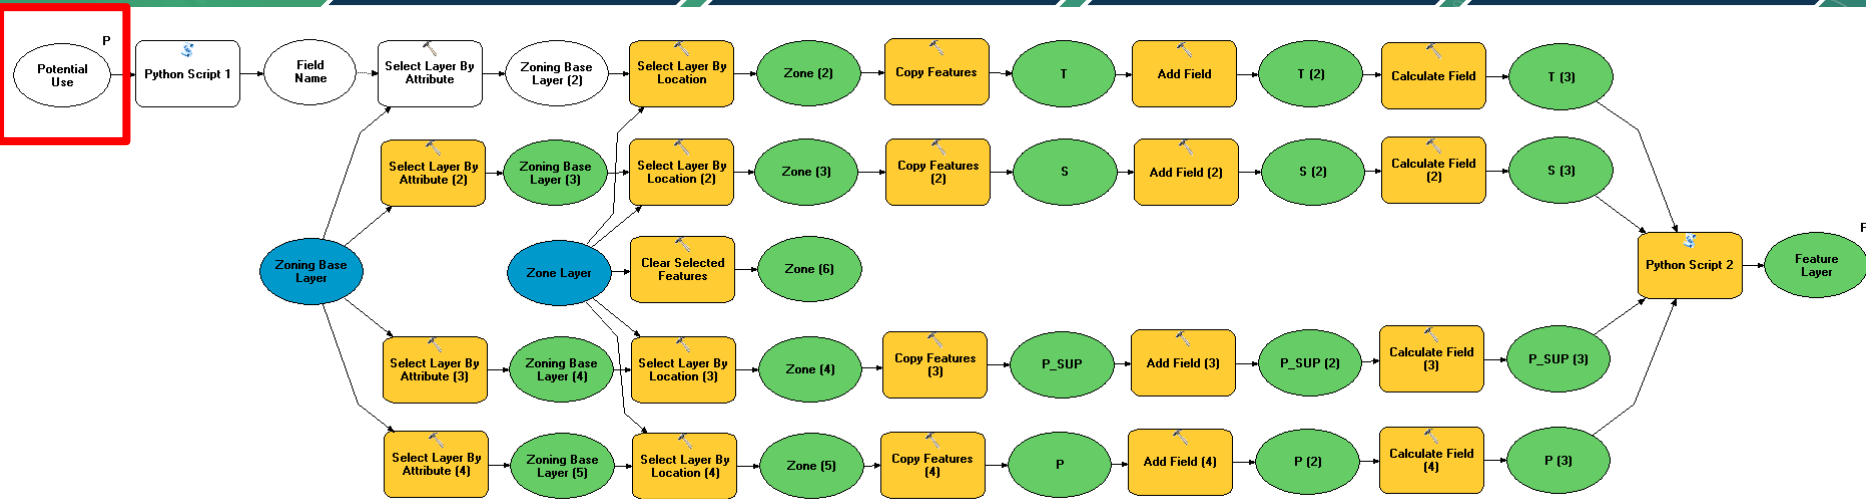 P
Potential
Use
Python Script 1
Field
Name
Select Layer By
Attribute
Zoning Base
Layer (2)
Select Layer By
Location
Zone (2)
Copy Features
T
Add Field
T (2)
Calculate Field
T (3)
Select Layer By
Attribute (2)
Zoning Base
Layer (3)
Select Layer By
Location (2)
Zone (3)
Copy Features
(2)
S
Add Field (2)
S (2)
Calculate Field
(2)
S (3)
Zoning Base
Layer
Zone Layer
Clear Selected
Features
Zone (6)
Python Script 2
Feature
Layer
Select Layer By
Attribute (3)
Zoning Base
Layer (4)
Select Layer By
Location (3)
Zone (4)
Copy Features
(3)
P_SUP
Add Field (3)
P_SUP (2)
Calculate Field
(3)
P_SUP (3)
Select Layer By
Attribute (4)
Zoning Base
Layer (5)
Select Layer By
Location (4)
Zone (5)
Copy Features
(4)
P
Add Field (4)
P (2)
Calculate Field
(4)
P (3)